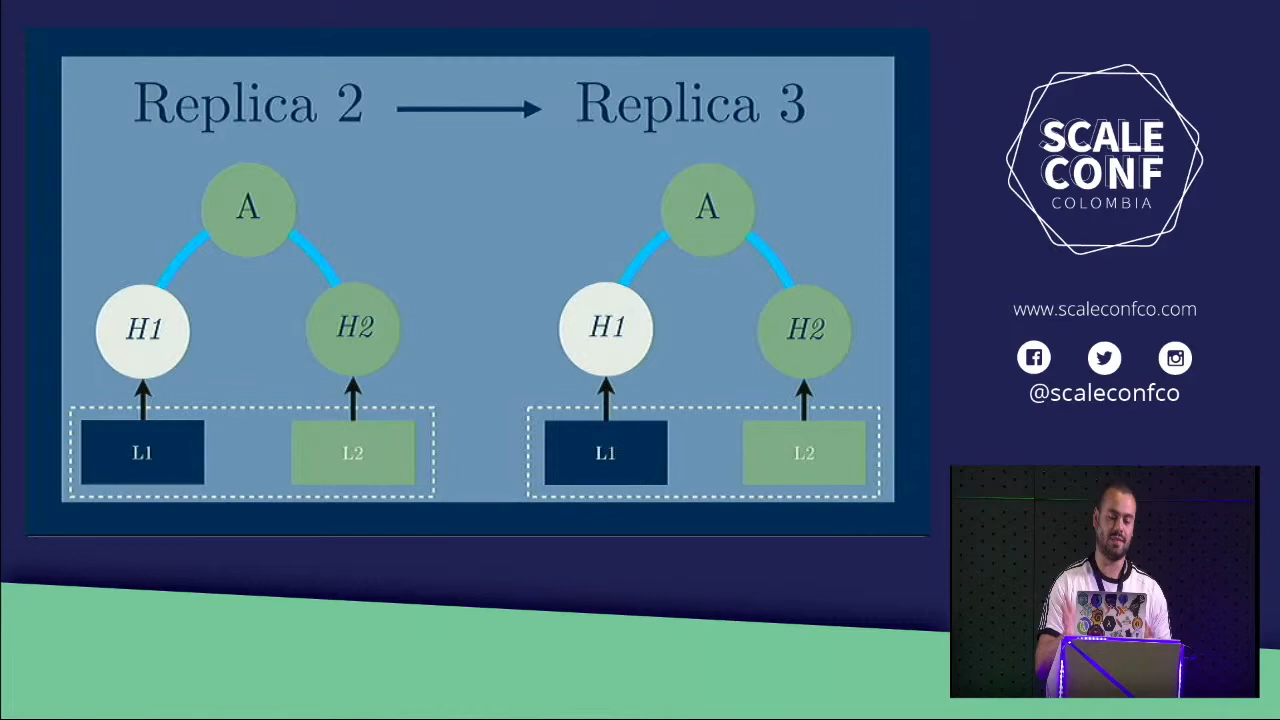 Replica 2
Replica 3
A
H1
H2
L1
L2
A
H1
H2
L1
L2
SCALE
CONF
COLOMBIA
www.scaleconfco.com
@scaleconfco